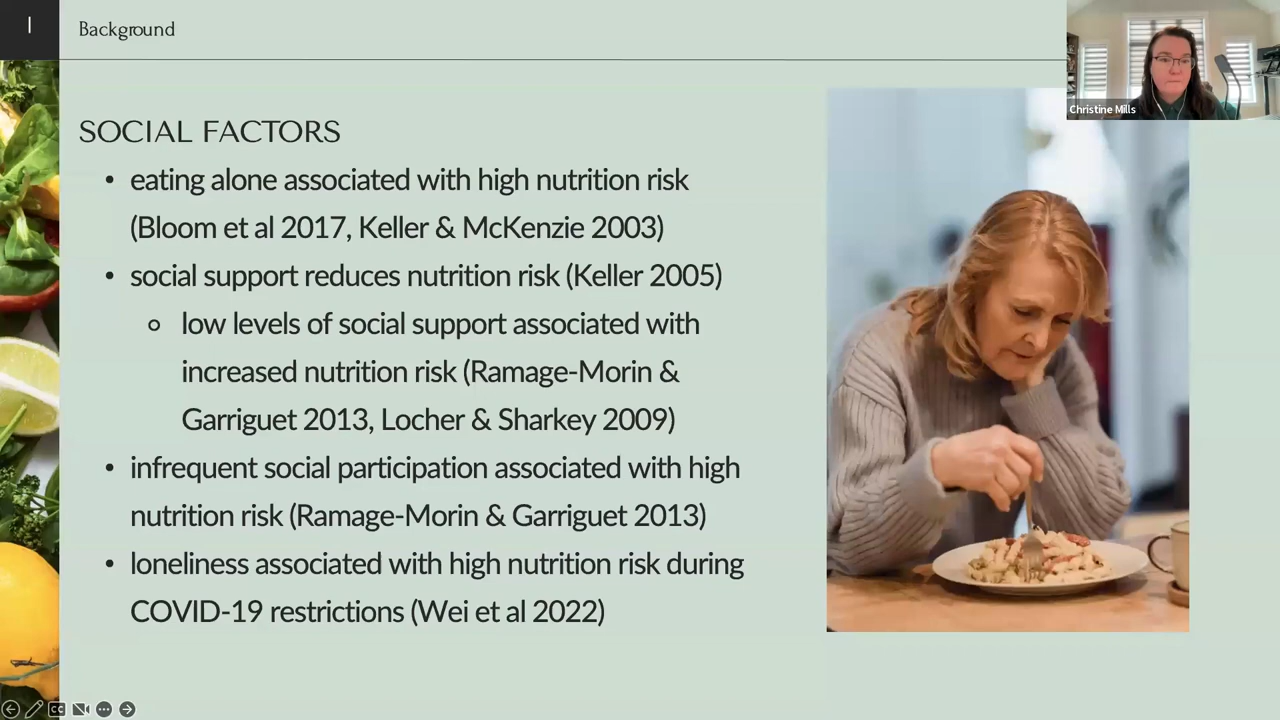 Background
Christine Mills
SOCIAL FACTORS
• eating alone associated with high nutrition risk
(Bloom et al 2017, Keller & McKenzie 2003)
• social support reduces nutrition risk (Keller 2005)
○ low levels of social support associated with
increased nutrition risk (Ramage-Morin &
Garriguet 2013, Locher & Sharkey 2009)
• infrequent social participation associated with high
nutrition risk (Ramage-Morin & Garriguet 2013)
• loneliness associated with high nutrition risk during
COVID-19 restrictions (Wei et al 2022)
CC